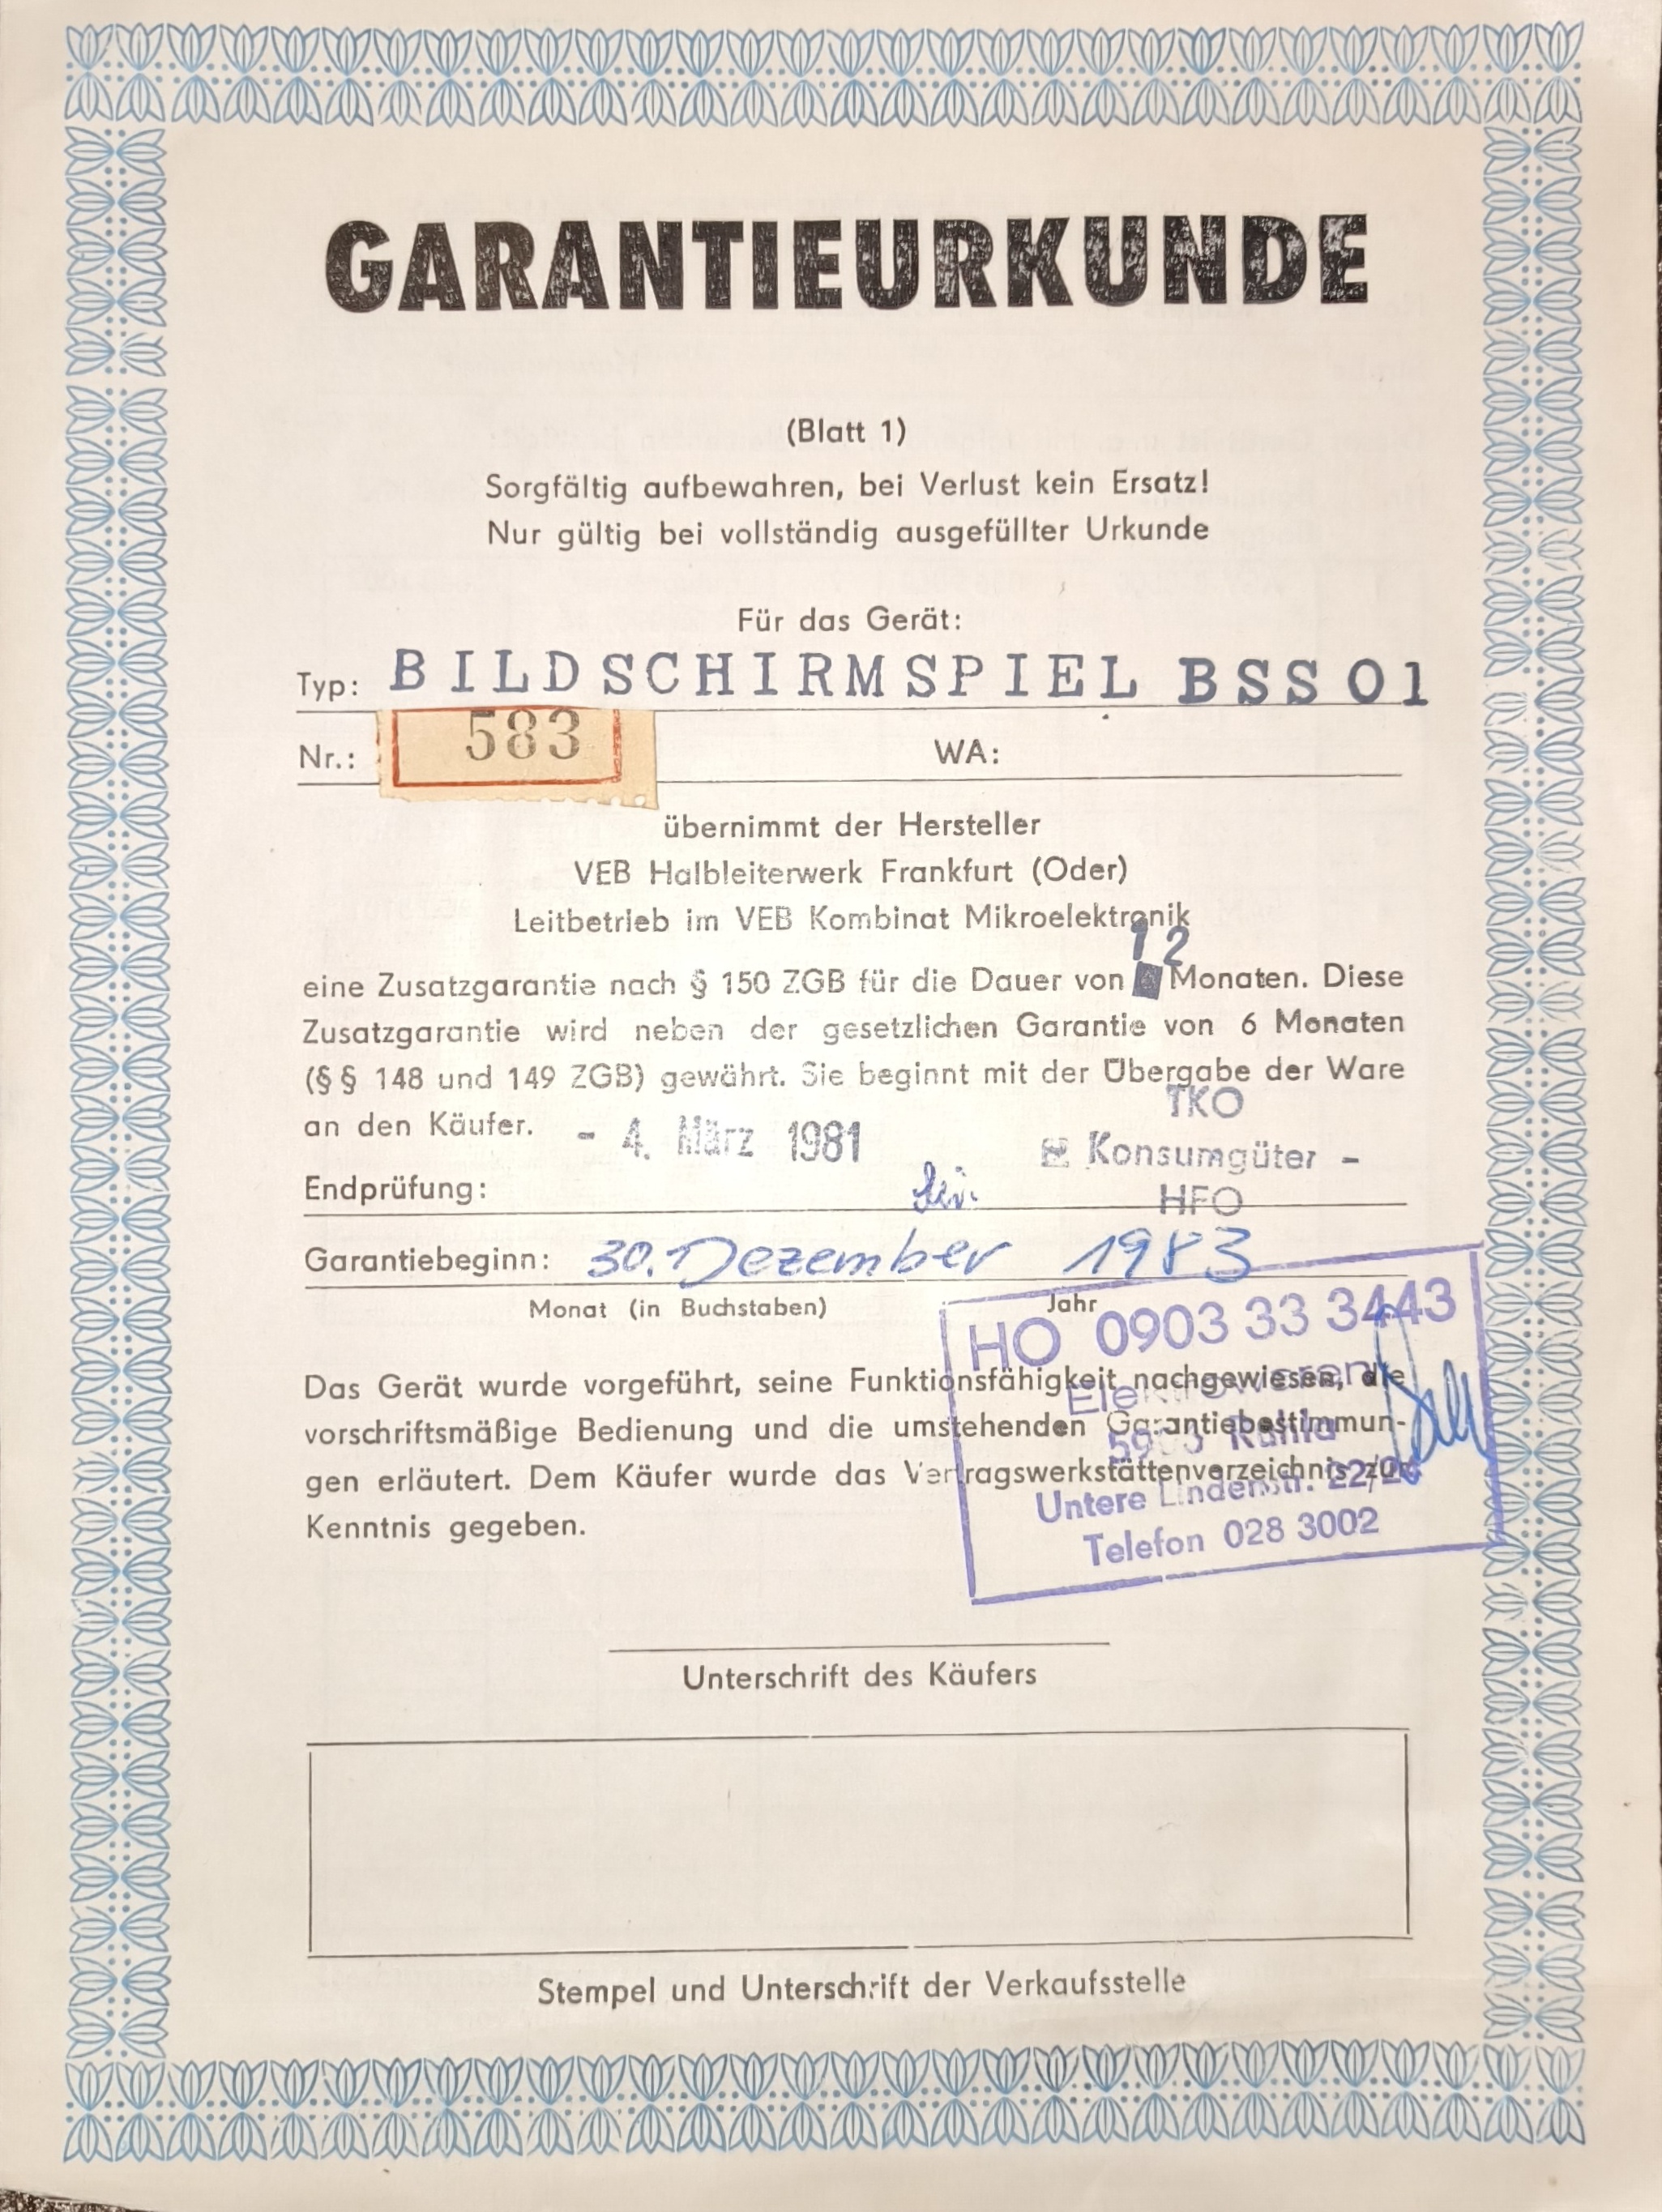 GARANTIEURKUNDE
(Blatt 1)
Sorgfältig aufbewahren, bei Verlust kein Ersatz!
Nur gültig bei vollständig ausgefüllter Urkunde
Für das Gerät:
Typ: BILDSCHIRMSPIEL BSS 01
Nr.: 583 WA:
übernimmt der Hersteller
VEB Halbleiterwerk Frankfurt (Oder)
Leitbetrieb im VEB Kombinat Mikroelektronik
12
eine Zusatzgarantie nach § 150 ZGB für die Dauer von Monaten. Diese
Zusatzgarantie wird neben der gesetzlichen Garantie von 6 Monaten
(§§ 148 und 149 ZGB) gewährt. Sie beginnt mit der Übergabe der Ware
an den Käufer. - 4. März 1981
TKO
Konsumgüter -
HFO
Endprüfung:
Garantiebeginn: 30. Dezember 1983
Monat (in Buchstaben) Jahr
HO 0903 33 3443
Das Gerät wurde vorgeführt, seine Funktionsfähigkeit nachgewiesen, die
vorschriftsmäßige Bedienung und die umstehenden Garantiebestimmun-
gen erläutert. Dem Käufer wurde das Vertragswerkstättenverzeichnis zur
Kenntnis gegeben.
Ruhla
Untere Lindenstr.
Telefon 028 3002
Unterschrift des Käufers
Stempel und Unterschrift der Verkaufsstelle